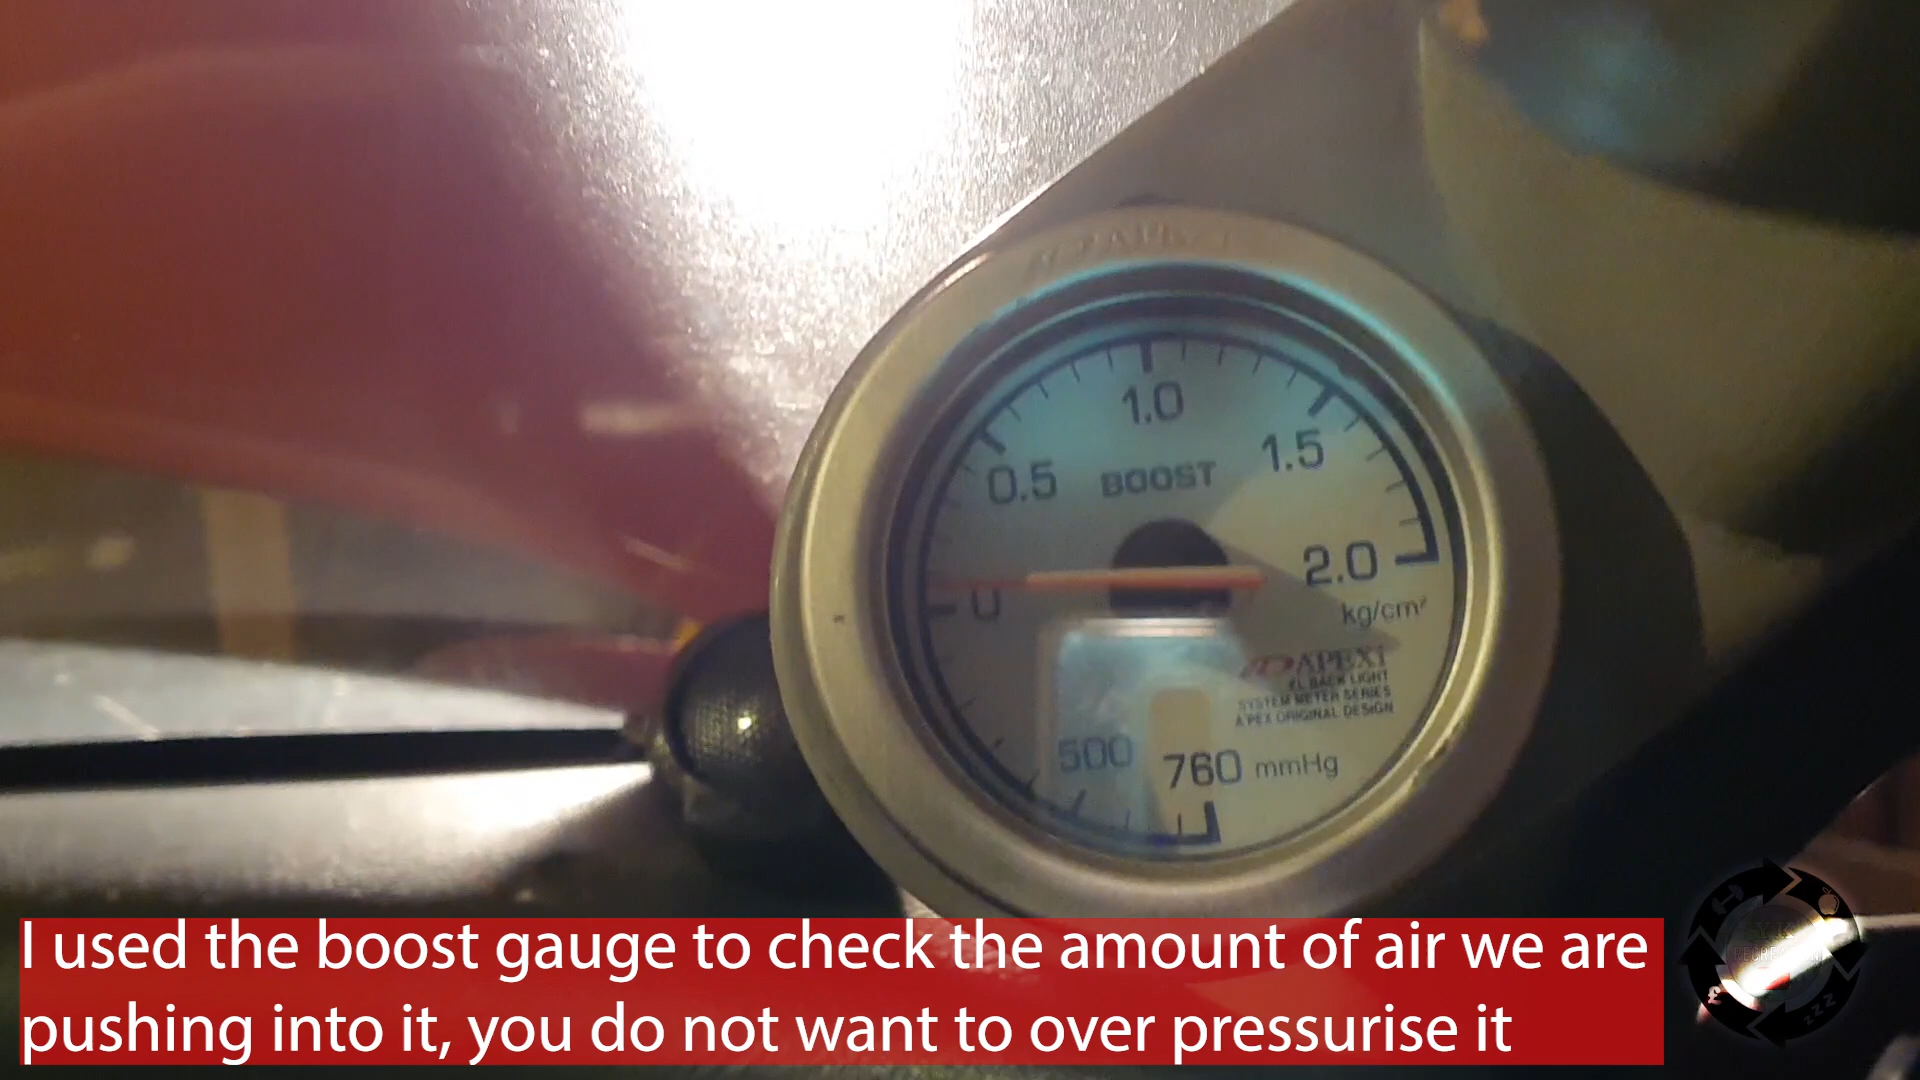 1.0
0.5
1.5
BOOST
2.0
0
kg/cm²
APEXi
EL BACK LIGHT
SYSTEM METER SERIES
A'PEX ORIGINAL DESIGN
500
760 mmHg
I used the boost gauge to check the amount of air we are
pushing into it, you do not want to over pressurise it
£
zzz